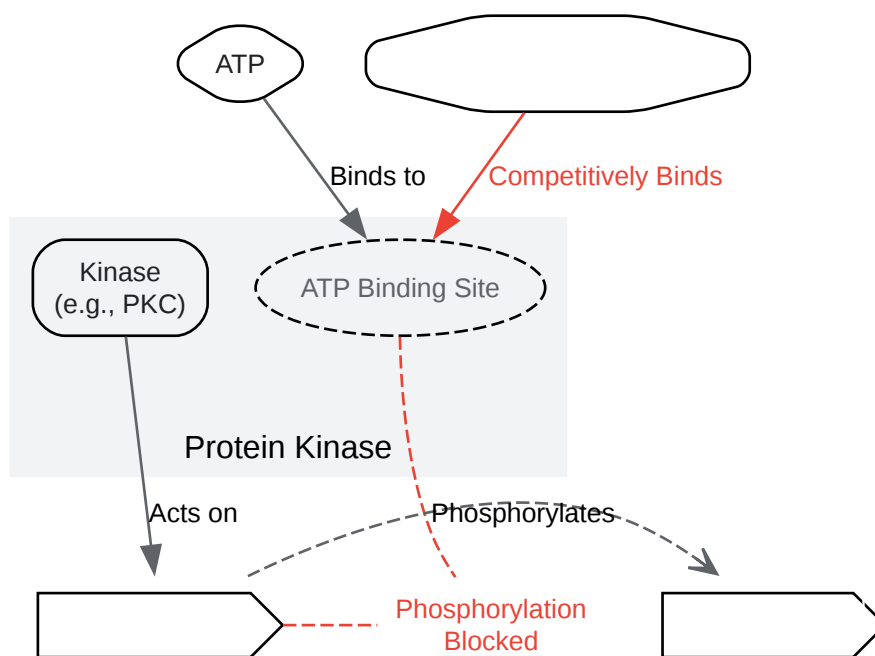 ATP
Binds to
Competitively Binds
Kinase
(e.g., PKC)
ATP Binding Site
Protein Kinase
Acts on
Phosphorylates
Phosphorylation
Blocked